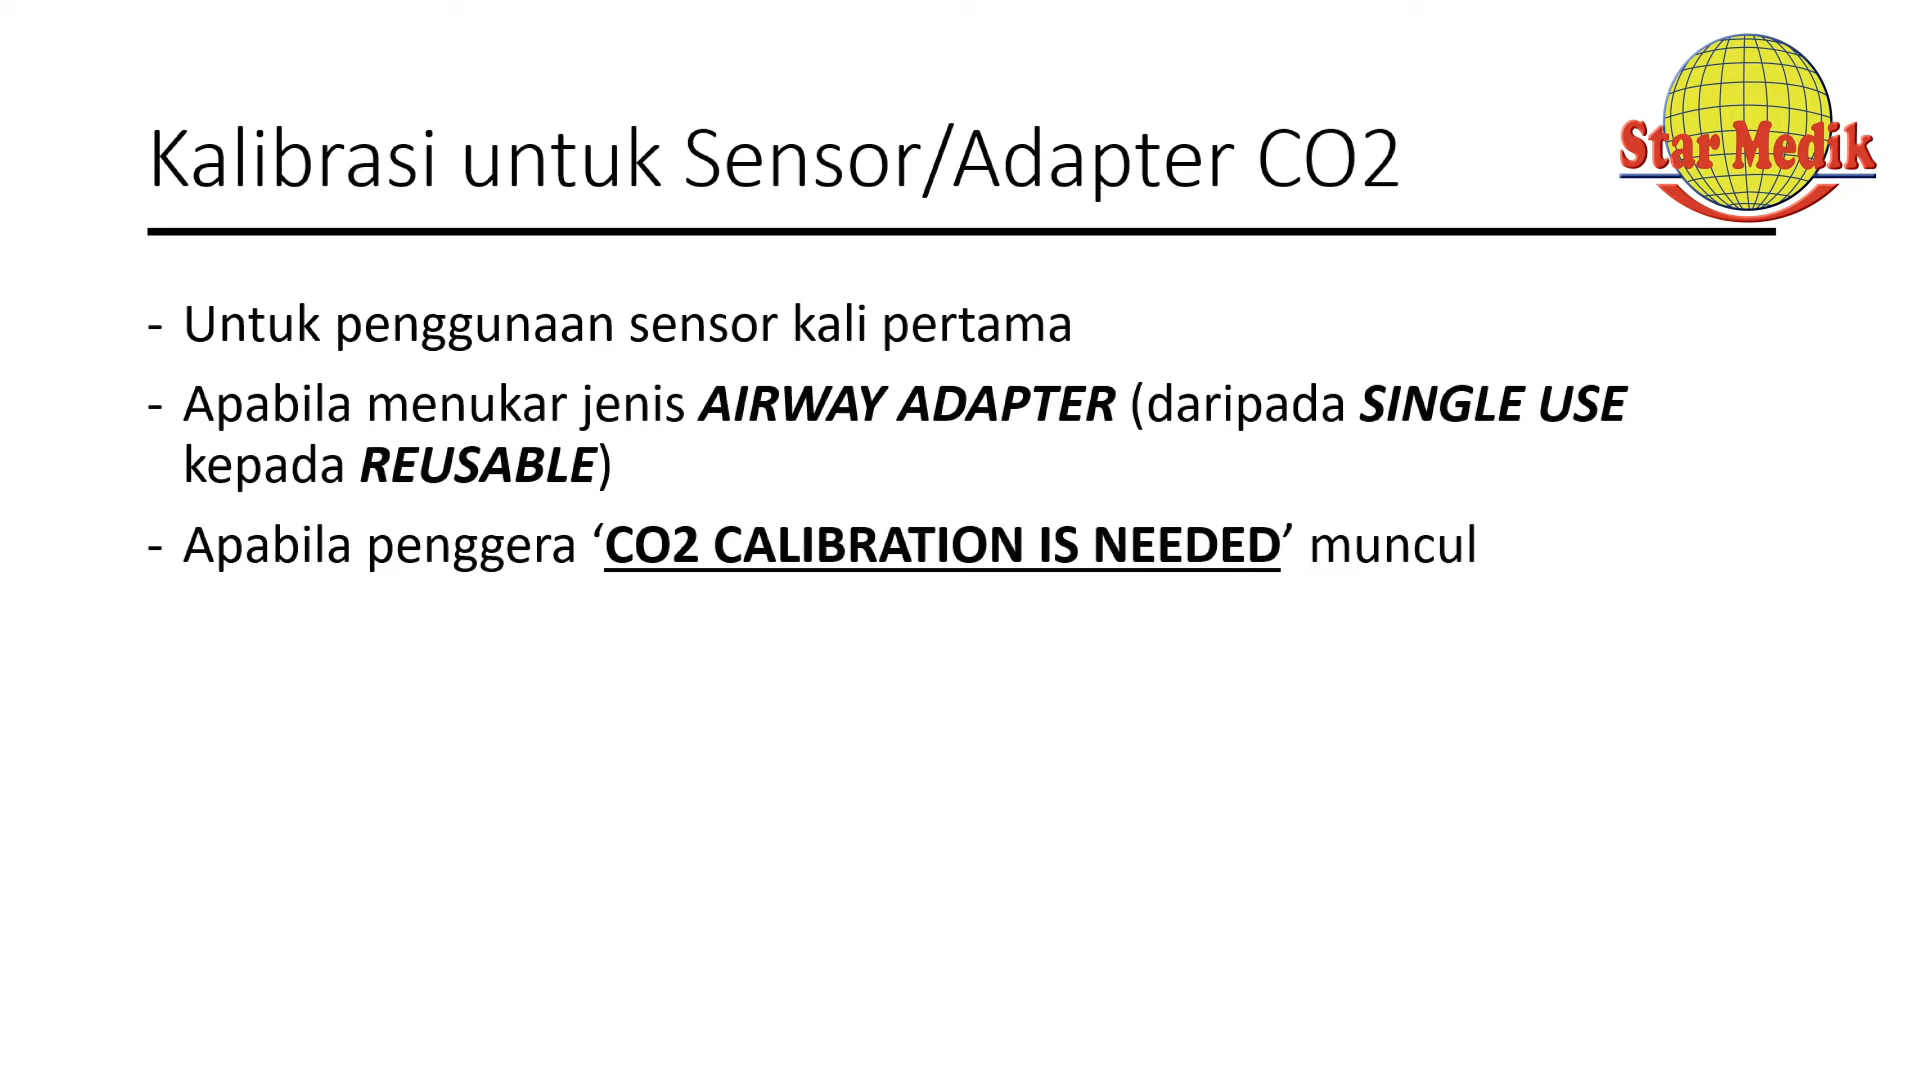 Star Medik
Kalibrasi untuk Sensor/Adapter CO2
- Untuk penggunaan sensor kali pertama
- Apabila menukar jenis AIRWAY ADAPTER (daripada SINGLE USE
kepada REUSABLE)
- Apabila penggera ‘CO2 CALIBRATION IS NEEDED’ muncul